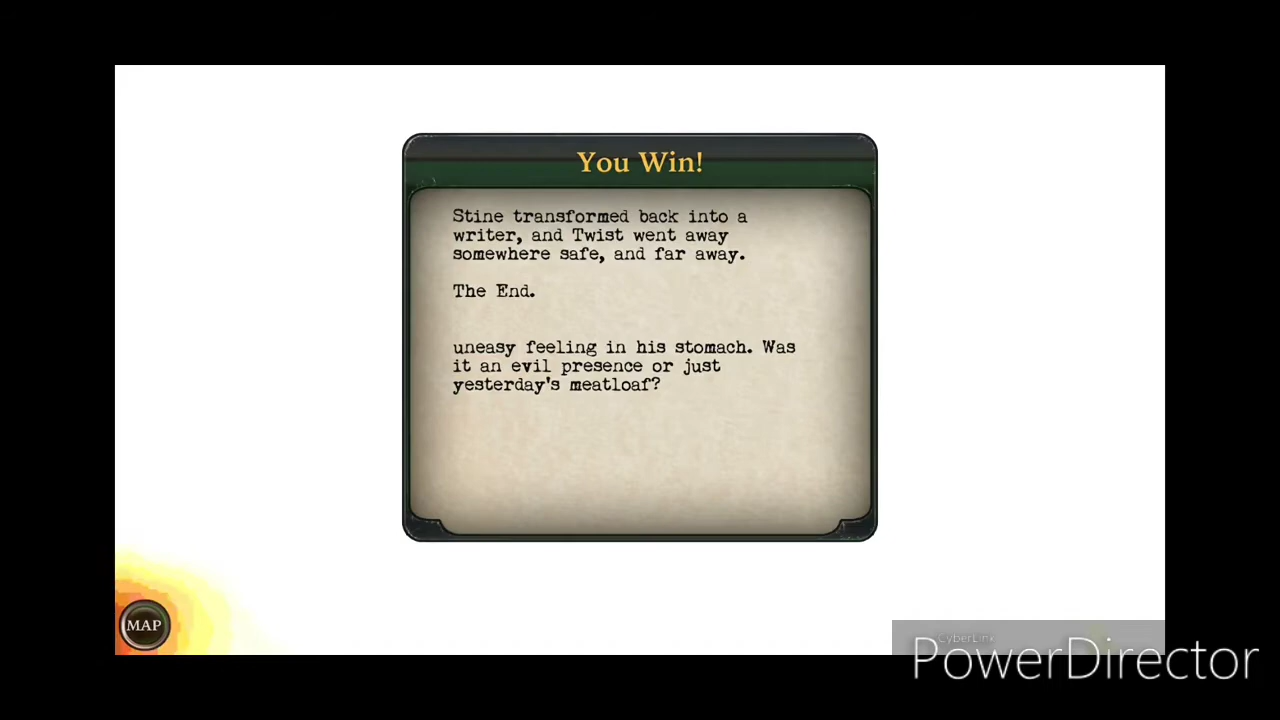 You Win!
Stine transformed back into a
writer, and Twist went away
somewhere safe, and far away.
The End.
uneasy feeling in his stomach. Was
it an evil presence or just
yesterday's meatloaf?
MAP
CyberLink
PowerDirector